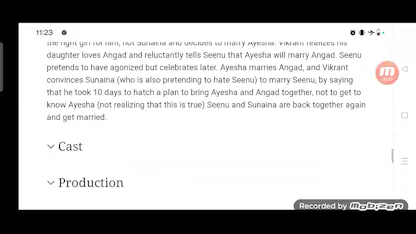 11:23
the right girl for him, not Sunaina and decides to marry Ayesha. Vikrant realizes his
daughter loves Angad and reluctantly tells Seenu that Ayesha will marry Angad. Seenu
pretends to have agonized but celebrates later. Ayesha marries Angad, and Vikrant
convinces Sunaina (who is also pretending to hate Seenu) to marry Seenu, by saying
that he took 10 days to hatch a plan to bring Ayesha and Angad together, not to get to
know Ayesha (not realizing that this is true) Seenu and Sunaina are back together again
and get married.
Cast
Production
Recorded by Mobizen